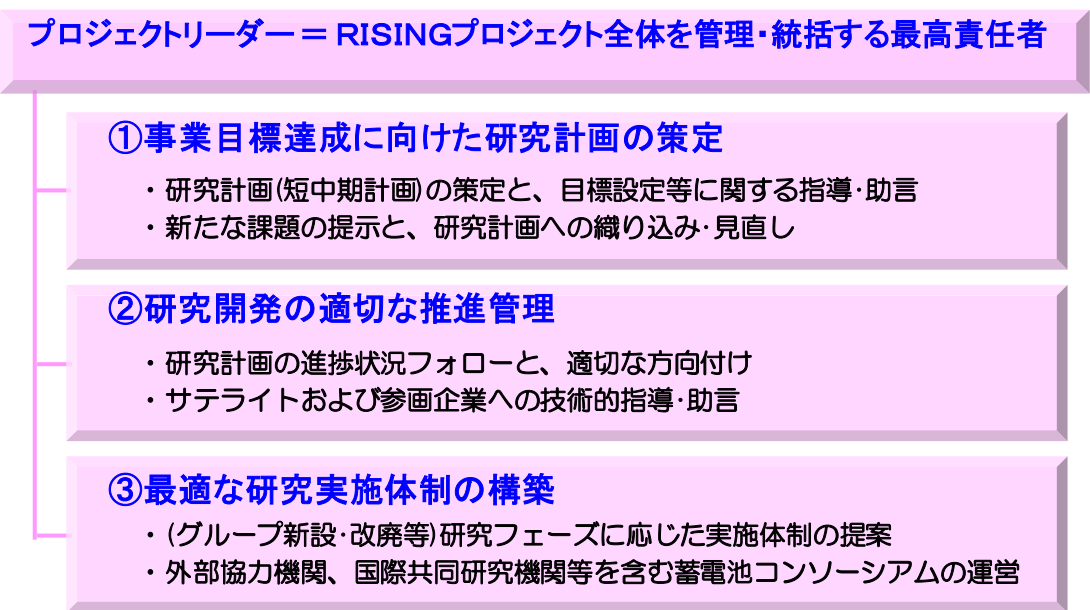 プロジェクトリーダー＝RISINGプロジェクト全体を管理・統括する最高責任者
①事業目標達成に向けた研究計画の策定
・研究計画(短中期計画)の策定と、目標設定等に関する指導・助言
・新たな課題の提示と、研究計画への織り込み・見直し
②研究開発の適切な推進管理
・研究計画の進捗状況フォローと、適切な方向付け
・サテライトおよび参画企業への技術的指導・助言
③最適な研究実施体制の構築
・(グループ新設・改廃等)研究フェーズに応じた実施体制の提案
・外部協力機関、国際共同研究機関等を含む蓄電池コンソーシアムの運営